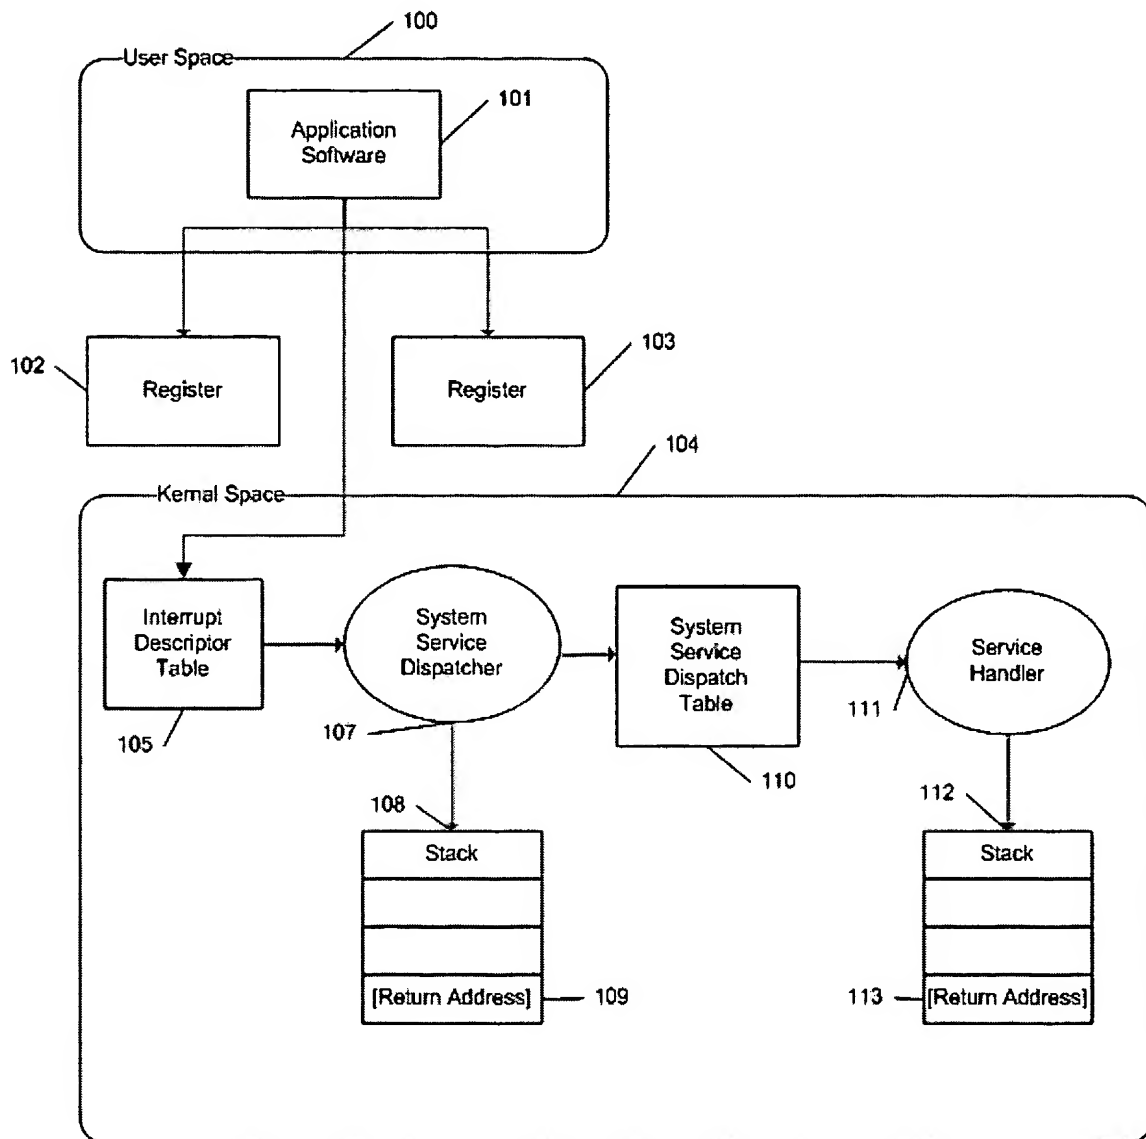 100
User Space
101
Application
Software
102
Register
103
Register
104
Kernal Space
Interrupt
Descriptor
Table
105
System
Service
Dispatcher
107
System
Service
Dispatch
Table
110
Service
Handler
111
108
Stack
[Return Address]
109
112
Stack
113
[Return Address]